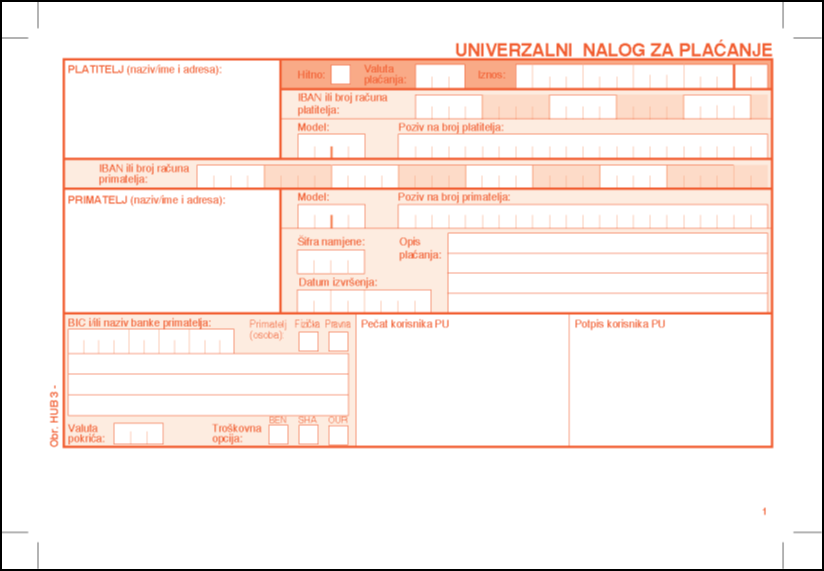 UNIVERZALNI NALOG ZA PLAĆANJE
PLATITELJ (naziv/ime i adresa):
Hitno:
Valuta
plaćanja:
Iznos:
IBAN ili broj računa
platitelja:
Model:
Poziv na broj platitelja:
IBAN ili broj računa
primatelja:
PRIMATELJ (naziv/ime i adresa):
Model:
Poziv na broj primatelja:
Šifra namjene:
Opis
plaćanja:
Datum izvršenja:
BIC i/ili naziv banke primatelja:
Primatelj
(osoba):
Fizička
Pravna
Pečat korisnika PU
Potpis korisnika PU
Valuta
pokrića:
Troškovna
opcija:
BEN
SHA
OUR
Obr. HUB 3 -
1